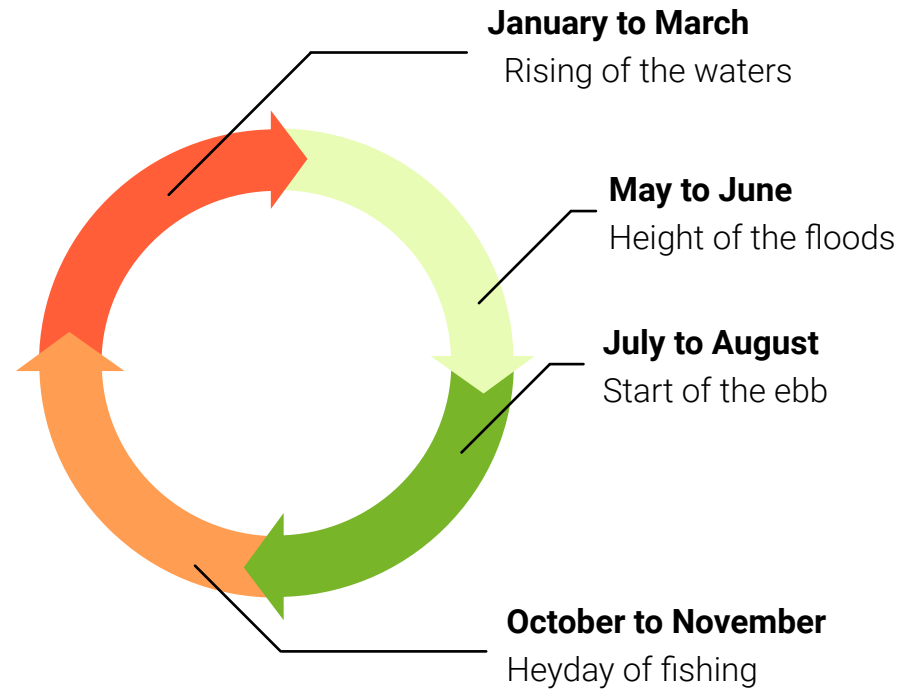 January to March
Rising of the waters
May to June
Height of the floods
July to August
Start of the ebb
October to November
Heyday of fishing